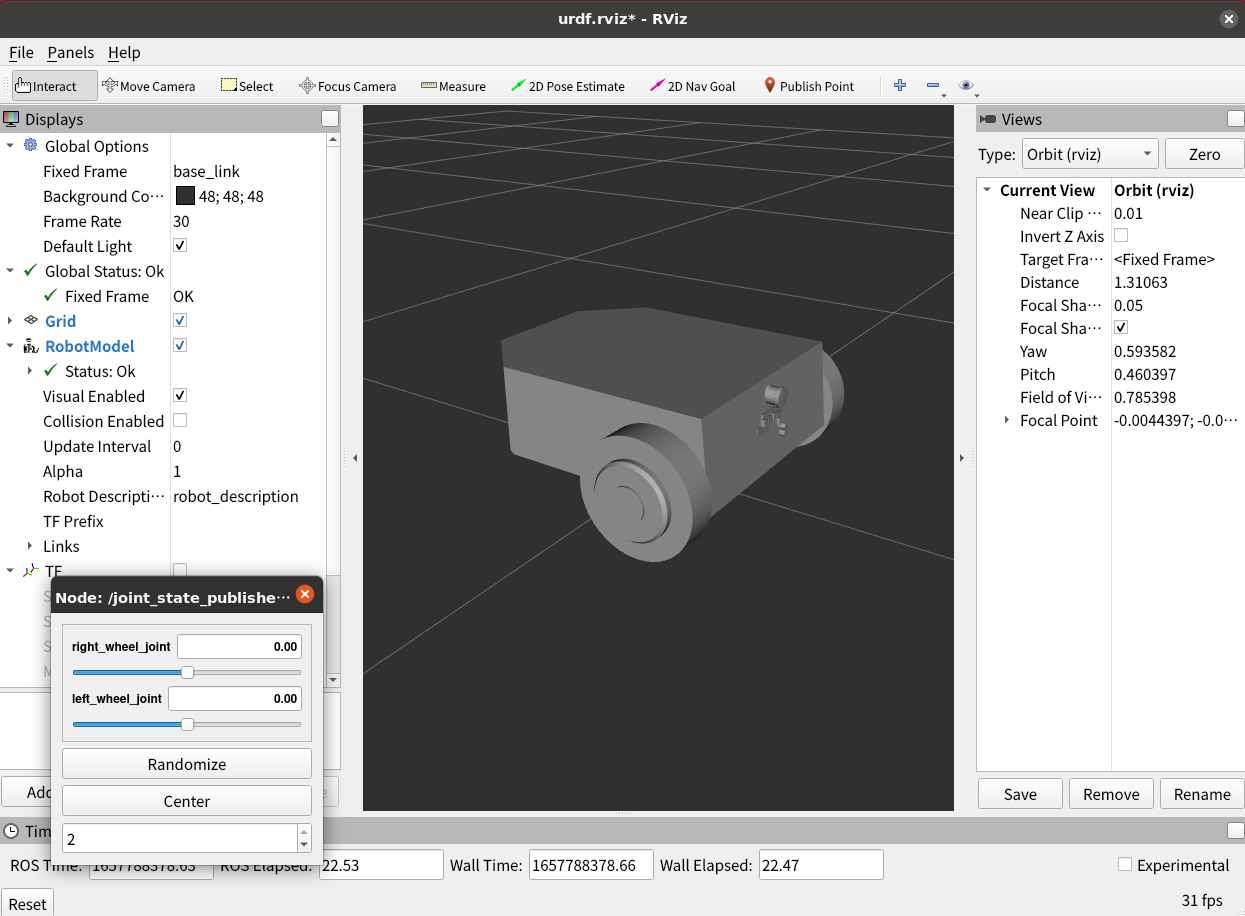 urdf.rviz* - RViz
File Panels Help
Interact Move Camera Select Focus Camera Measure 2D Pose Estimate 2D Nav Goal Publish Point
Displays
Global Options
Fixed Frame base_link
Background Co··· 48; 48; 48
Frame Rate 30
Default Light
Global Status: Ok
Fixed Frame OK
Grid
RobotModel
Status: Ok
Visual Enabled
Collision Enabled
Update Interval 0
Alpha 1
Robot Descripti··· robot_description
TF Prefix
Links
TF
Node: /joint_state_publishe···
right_wheel_joint 0.00
left_wheel_joint 0.00
Randomize
Center
2
Add
Views
Type: Orbit (rviz) Zero
Current View Orbit (rviz)
Near Clip ··· 0.01
Invert Z Axis
Target Fra··· <Fixed Frame>
Distance 1.31063
Focal Sha··· 0.05
Focal Sha···
Yaw 0.593582
Pitch 0.460397
Field of Vi··· 0.785398
Focal Point -0.0044397; -0.0···
Save Remove Rename
Tim
ROS Time: 1657788378.63 ROS Elapsed: 22.53 Wall Time: 1657788378.66 Wall Elapsed: 22.47 Experimental
Reset 31 fps